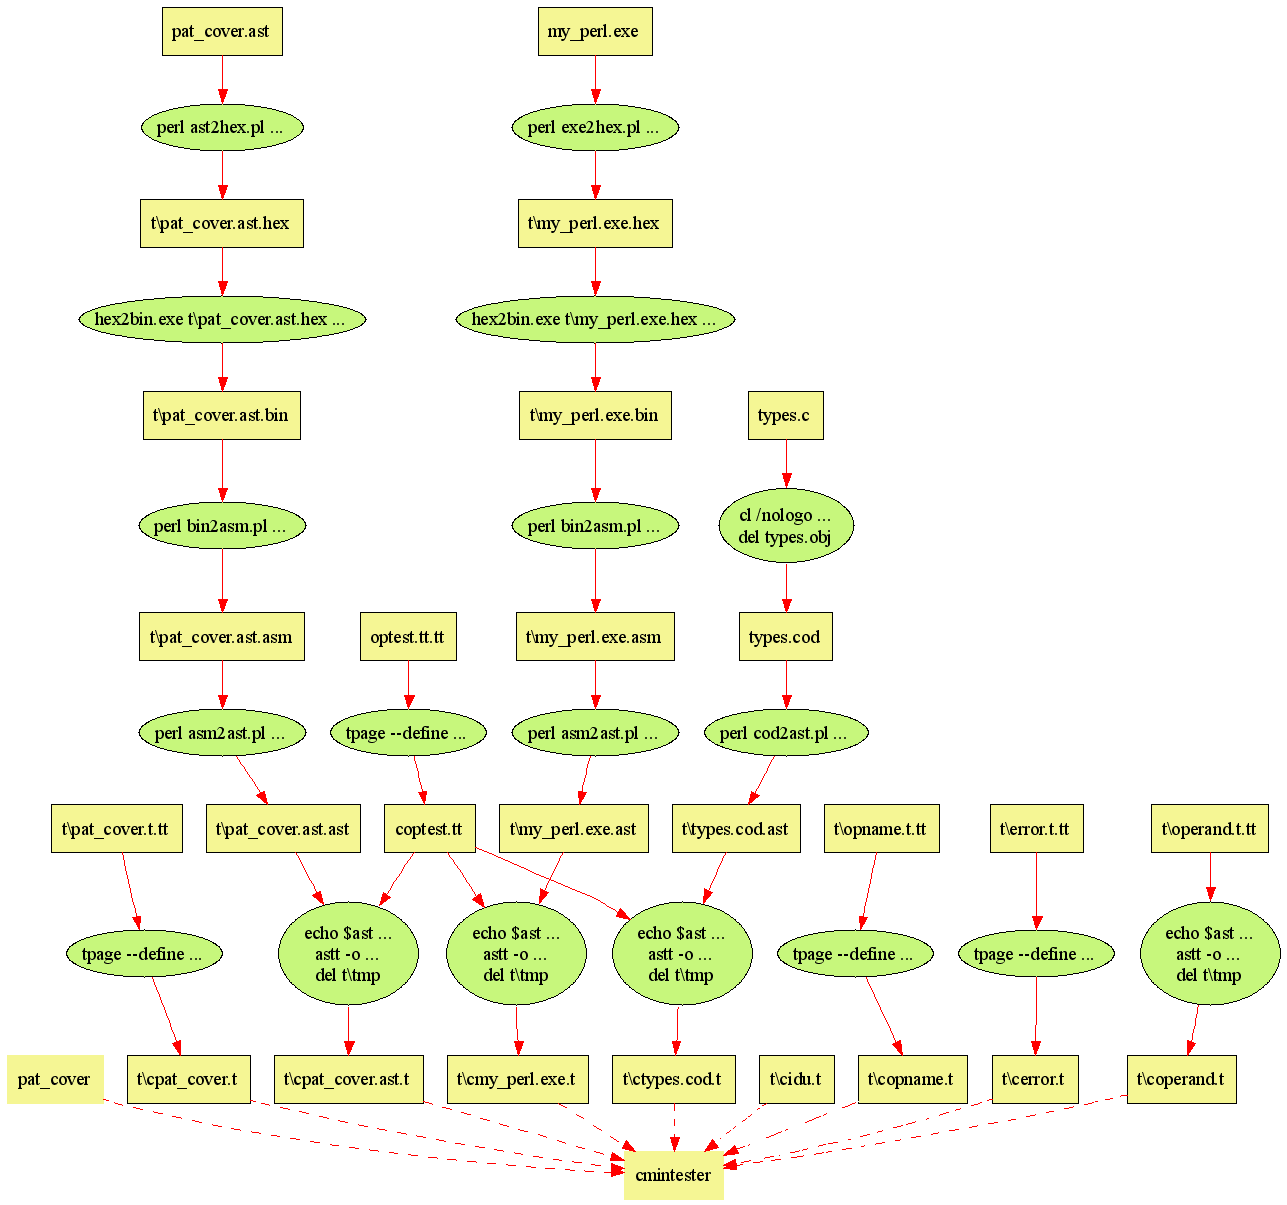 pat_cover.ast
my_perl.exe
perl ast2hex.pl ...
perl exe2hex.pl ...
t\pat_cover.ast.hex
t\my_perl.exe.hex
hex2bin.exe t\pat_cover.ast.hex ...
hex2bin.exe t\my_perl.exe.hex ...
t\pat_cover.ast.bin
t\my_perl.exe.bin
types.c
perl bin2asm.pl ...
perl bin2asm.pl ...
cl /nologo ...
del types.obj
t\pat_cover.ast.asm
optest.tt.tt
t\my_perl.exe.asm
types.cod
perl asm2ast.pl ...
tpage --define ...
perl asm2ast.pl ...
perl cod2ast.pl ...
t\pat_cover.t.tt
t\pat_cover.ast.ast
coptest.tt
t\my_perl.exe.ast
t\types.cod.ast
t\opname.t.tt
t\error.t.tt
t\operand.t.tt
tpage --define ...
echo $ast ...
astt -o ...
del t\tmp
echo $ast ...
astt -o ...
del t\tmp
echo $ast ...
astt -o ...
del t\tmp
tpage --define ...
tpage --define ...
echo $ast ...
astt -o ...
del t\tmp
pat_cover
t\cpat_cover.t
t\cpat_cover.ast.t
t\cmy_perl.exe.t
t\ctypes.cod.t
t\cidu.t
t\copname.t
t\cerror.t
t\coperand.t
cmintester